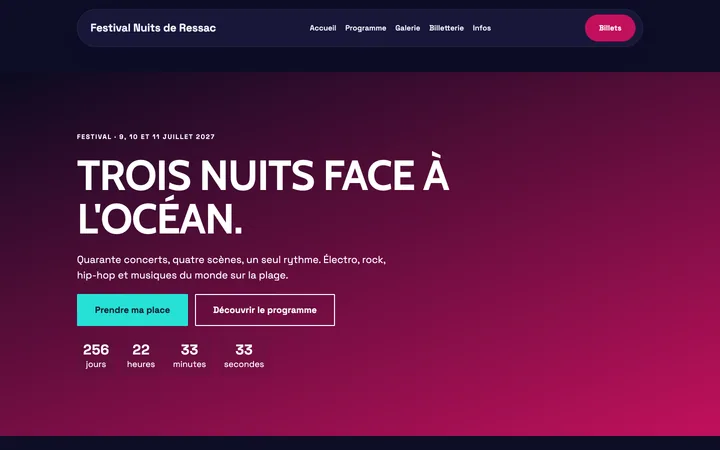 Festival Nuits de Ressac
Accueil Programme Galerie Billetterie Infos
Billets
FESTIVAL · 9, 10 ET 11 JUILLET 2027
TROIS NUITS FACE À
L'OCÉAN.
Quarante concerts, quatre scènes, un seul rythme. Électro, rock,
hip-hop et musiques du monde sur la plage.
Prendre ma place Découvrir le programme
256 22 33 33
jours heures minutes secondes